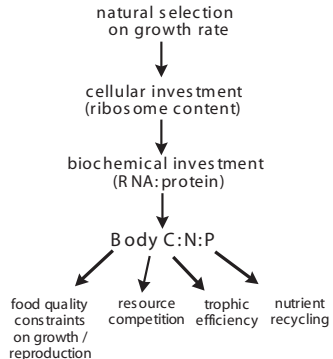 natural selection
on growth rate
cellular investment
(ribosome content)
biochemical investment
(RNA:protein)
Body C:N:P
food quality
constraints
on growth /
reproduction
resource
competition
trophic
efficiency
nutrient
recycling